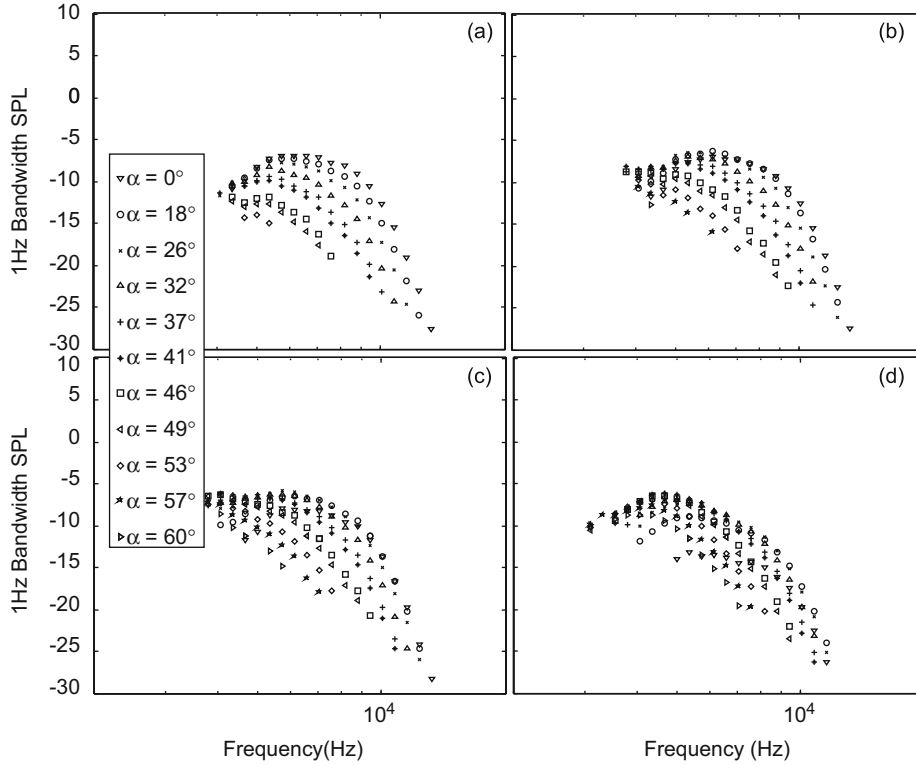 10
5
0
-5
-10
-15
-20
-25
-30
1Hz Bandwidth SPL
(a)
(b)
α = 0°
α = 18°
α = 26°
α = 32°
α = 37°
α = 41°
α = 46°
α = 49°
α = 53°
α = 57°
α = 60°
10
5
0
-5
-10
-15
-20
-25
-30
1Hz Bandwidth SPL
(c)
(d)
10⁴
10⁴
Frequency(Hz)
Frequency (Hz)